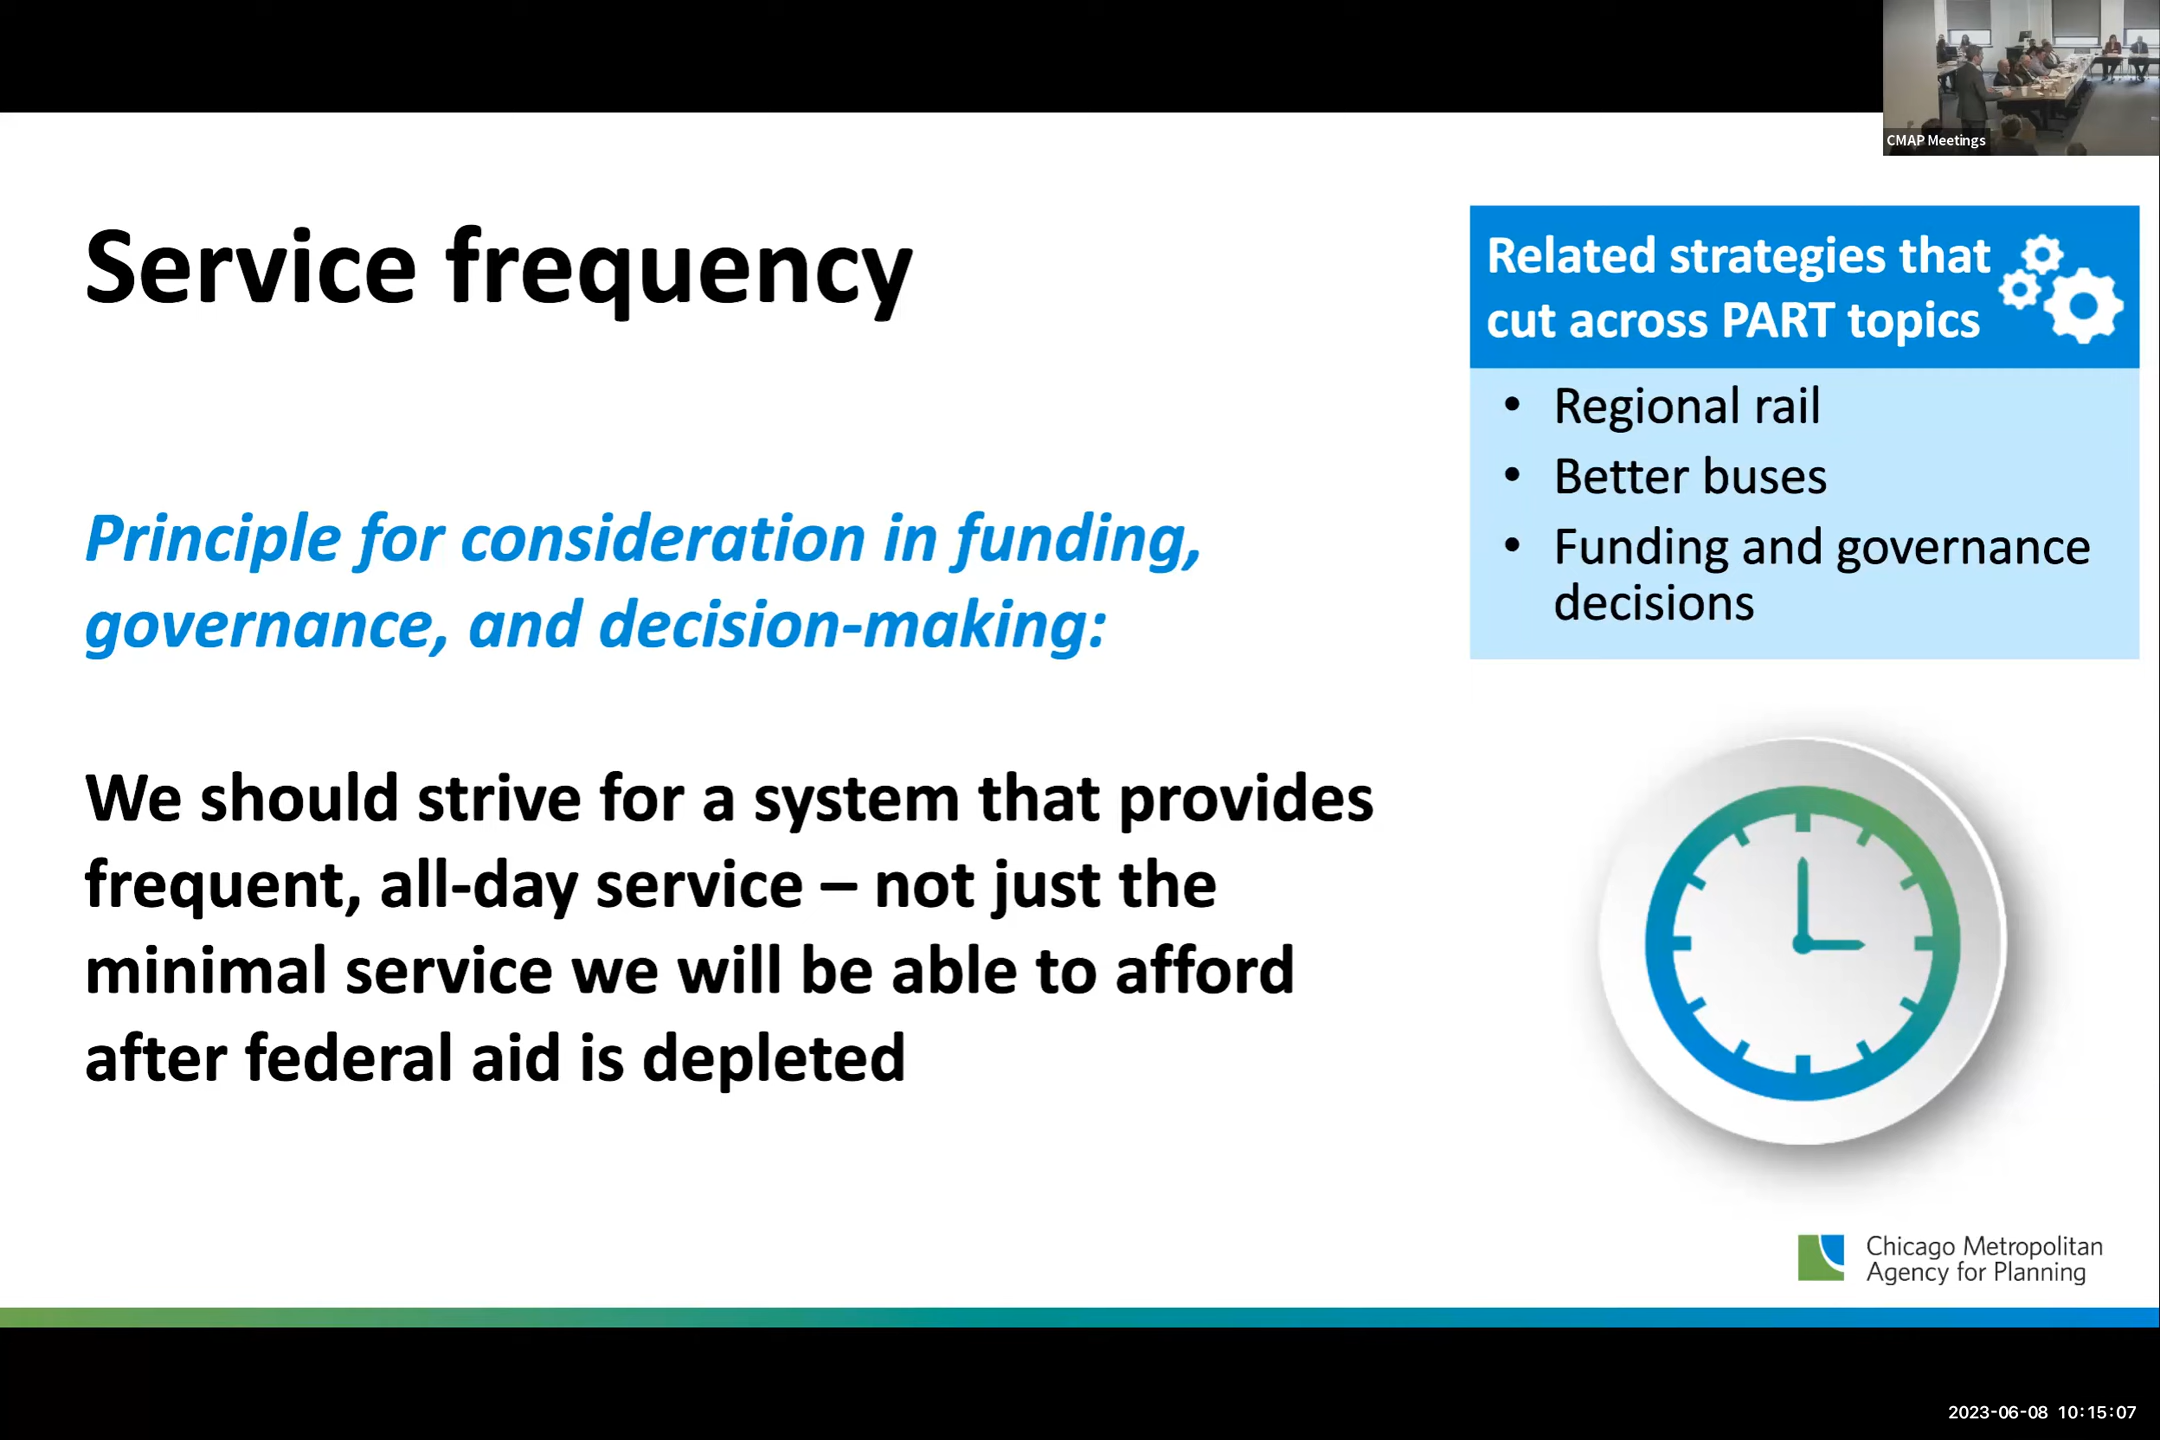 CMAP Meetings
Service frequency
Related strategies that
cut across PART topics
• Regional rail
• Better buses
• Funding and governance
decisions
Principle for consideration in funding,
governance, and decision-making:
We should strive for a system that provides
frequent, all-day service – not just the
minimal service we will be able to afford
after federal aid is depleted
Chicago Metropolitan
Agency for Planning
2023-06-08 10:15:07